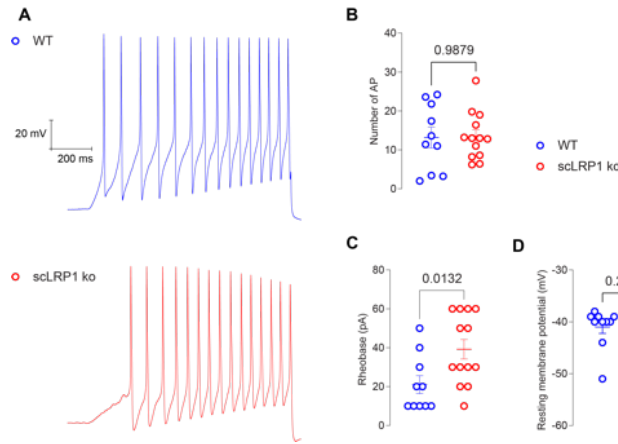 A
WT
20 mV
200 ms
scLRP1 ko
B
0.9879
Number of AP
40
30
20
10
0
WT
scLRP1 ko
C
0.0132
Rheobase (pA)
80
60
40
20
0
D
Resting membrane potential (mV)
-30
-40
-50
-60